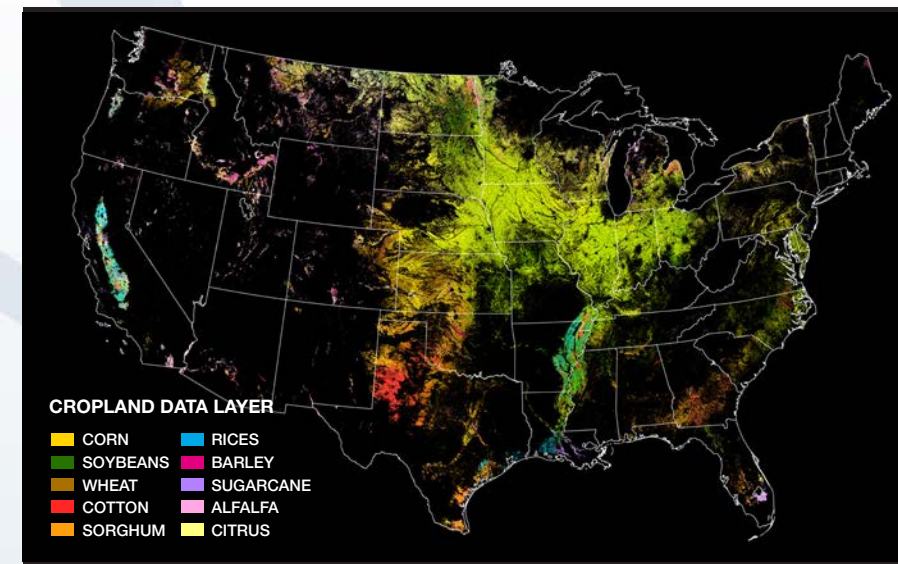 CROPLAND DATA LAYER
CORN
SOYBEANS
WHEAT
COTTON
SORGHUM
RICES
BARLEY
SUGARCANE
ALFALFA
CITRUS